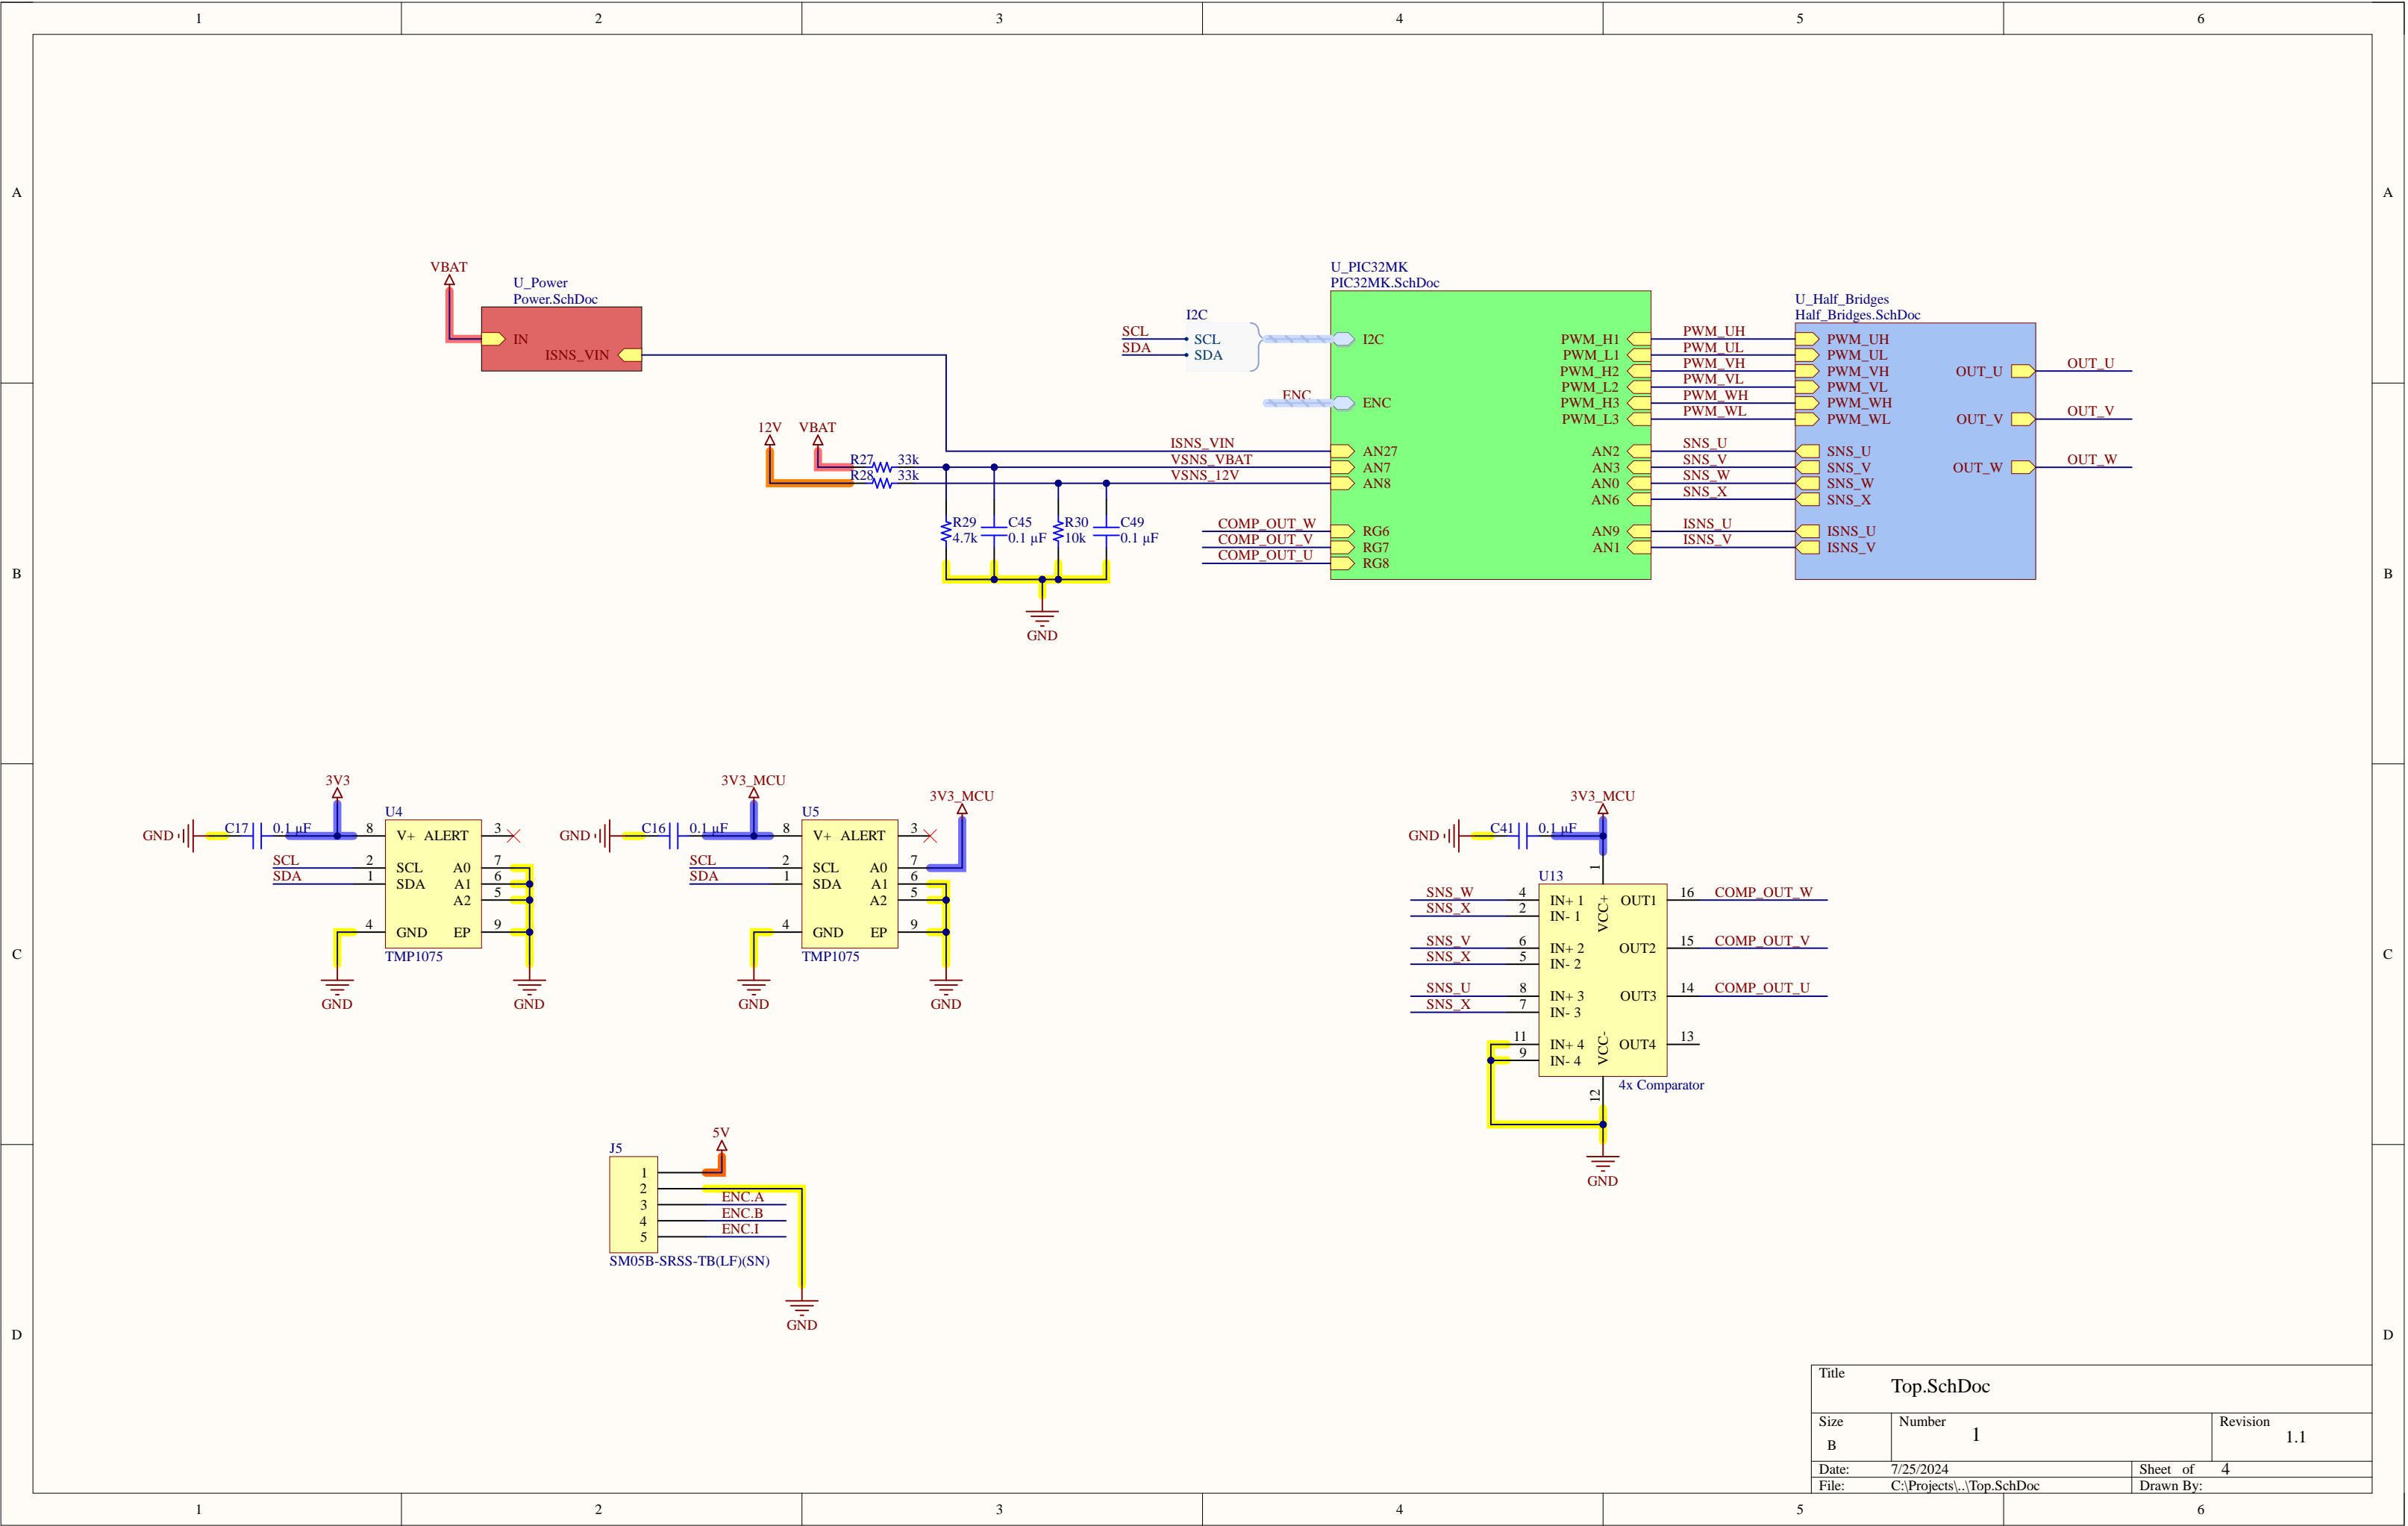 1 2 3 4 5 6
A A
VBAT
U_Power
Power.SchDoc
IN
ISNS_VIN
I2C
SCL SCL
SDA SDA
ENC
12V VBAT
R27 33k
R28 33k
ISNS_VIN
VSNS_VBAT
VSNS_12V
R29
4.7k
C45
0.1 µF
R30
10k
C49
0.1 µF
GND
COMP_OUT_W
COMP_OUT_V
COMP_OUT_U
U_PIC32MK
PIC32MK.SchDoc
I2C PWM_H1
PWM_L1
PWM_H2
PWM_L2
ENC PWM_H3
PWM_L3
AN27 AN2
AN7 AN3
AN8 AN0
AN6
RG6 AN9
RG7 AN1
RG8
PWM_UH
PWM_UL
PWM_VH
PWM_VL
PWM_WH
PWM_WL
SNS_U
SNS_V
SNS_W
SNS_X
ISNS_U
ISNS_V
U_Half_Bridges
Half_Bridges.SchDoc
PWM_UH
PWM_UL
PWM_VH OUT_U
PWM_VL
PWM_WH
PWM_WL OUT_V
SNS_U
SNS_V OUT_W
SNS_W
SNS_X
ISNS_U
ISNS_V
OUT_U
OUT_V
OUT_W
B B
3V3
GND C17 0.1 µF
U4
8 V+ ALERT 3
SCL 2 SCL A0 7
SDA 1 SDA A1 6
A2 5
4 GND EP 9
TMP1075
GND GND
3V3_MCU
3V3_MCU
GND C16 0.1 µF
U5
8 V+ ALERT 3
SCL 2 SCL A0 7
SDA 1 SDA A1 6
A2 5
4 GND EP 9
TMP1075
GND GND
3V3_MCU
GND C41 0.1 µF
1
U13
VCC+
SNS_W 4 IN+ 1 OUT1 16 COMP_OUT_W
SNS_X 2 IN- 1
SNS_V 6 IN+ 2 OUT2 15 COMP_OUT_V
SNS_X 5 IN- 2
SNS_U 8 IN+ 3 OUT3 14 COMP_OUT_U
SNS_X 7 IN- 3
11 IN+ 4 OUT4 13
9 IN- 4
VCC-
4x Comparator
12
GND
C C
5V
J5
1
2
3 ENC.A
4 ENC.B
5 ENC.I
SM05B-SRSS-TB(LF)(SN)
GND
D D
Title
Top.SchDoc
Size Number Revision
B 1 1.1
Date: 7/25/2024 Sheet of 4
File: C:\Projects\..\Top.SchDoc Drawn By:
1 2 3 4 5 6